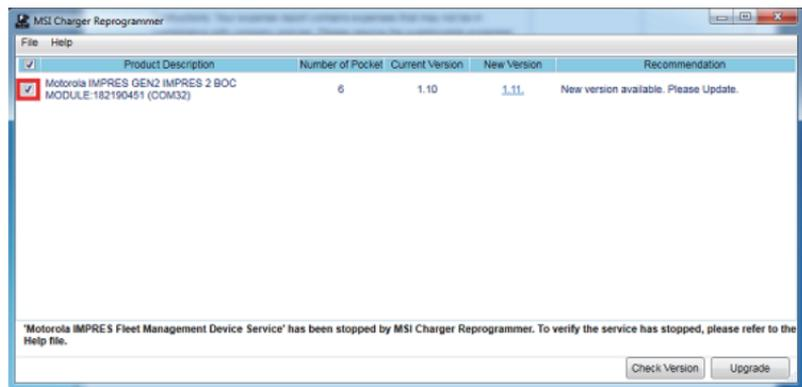 MSI Charger Reprogrammer
File Help
Product Description Number of Pocket Current Version New Version Recommendation
Motorola IMPRES GEN2 IMPRES 2 BOC
MODULE:182190451 (COM32) 6 1.10 1.11. New version available. Please Update.
'Motorola IMPRES Fleet Management Device Service' has been stopped by MSI Charger Reprogrammer. To verify the service has stopped, please refer to the
Help file.
Check Version Upgrade